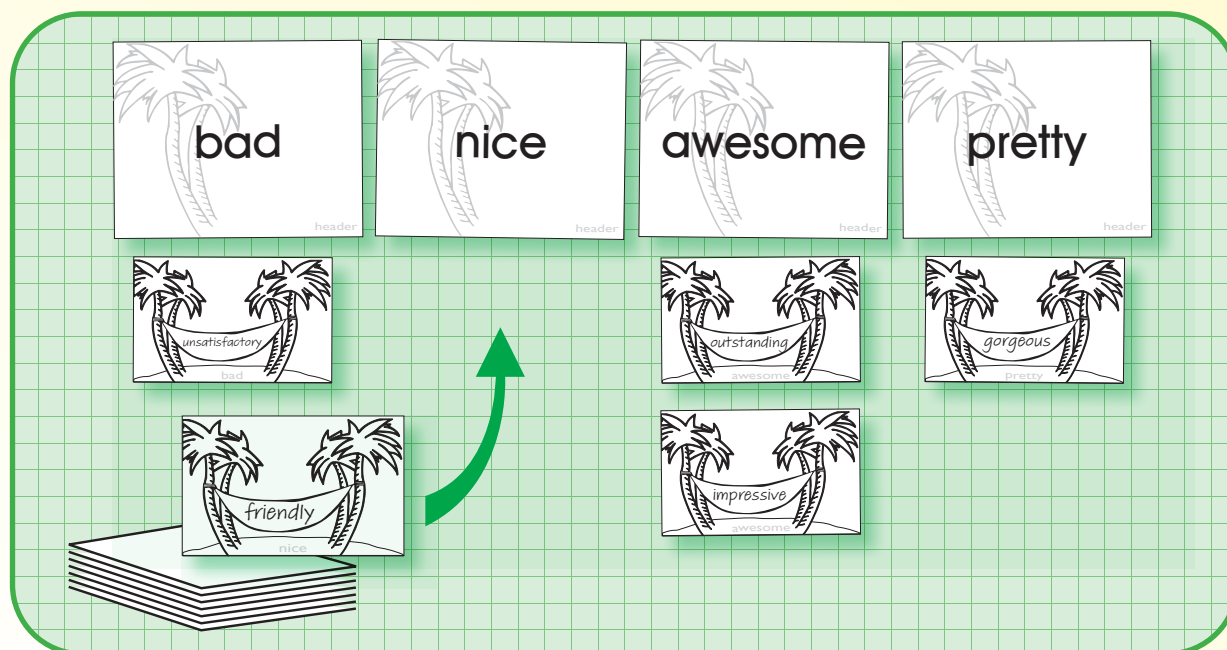 bad
header
nice
header
awesome
header
pretty
header
unsatisfactory
bad
outstanding
awesome
gorgeous
pretty
friendly
nice
impressive
awesome